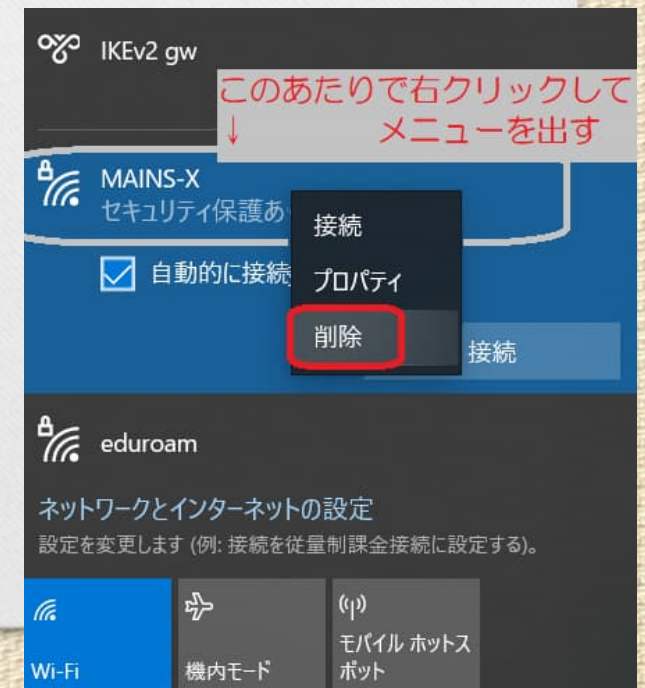 IKEv2 gw
このあたりで右クリックして
↓ メニューを出す
MAINS-X
セキュリティ保護あ
接続
自動的に接続
プロパティ
削除
接続
eduroam
ネットワークとインターネットの設定
設定を変更します (例: 接続を従量制課金接続に設定する)。
Wi-Fi
機内モード
モバイル ホットス
ポット